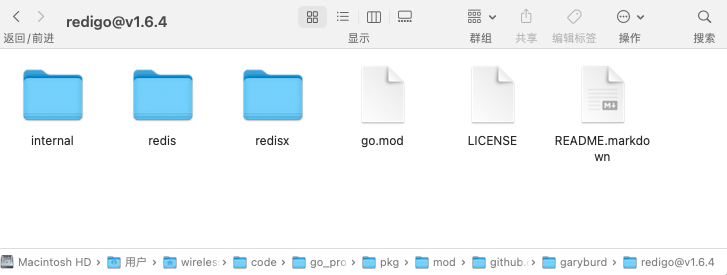 redigo@v1.6.4
返回/前进
显示
群组
共享
编辑标签
操作
搜索
internal
redis
redisx
go.mod
LICENSE
README.markdo
wn
Macintosh HD
用户
wireles
code
go_pro
pkg
mod
github.
garyburd
redigo@v1.6.4